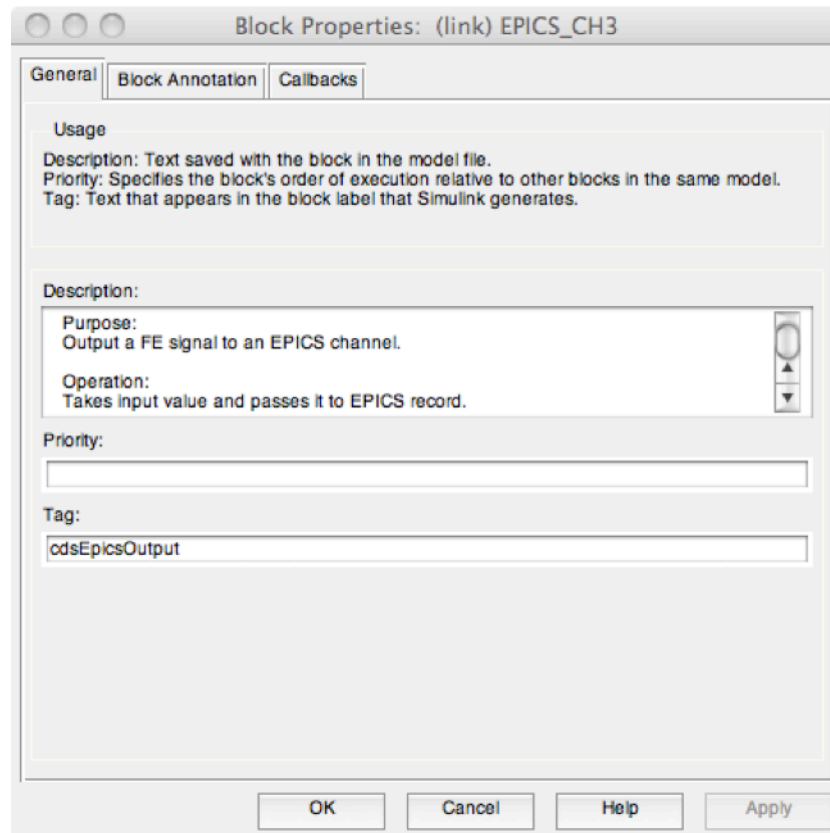 Block Properties: (link) EPICS_CH3
General Block Annotation Callbacks
Usage
Description: Text saved with the block in the model file.
Priority: Specifies the block's order of execution relative to other blocks in the same model.
Tag: Text that appears in the block label that Simulink generates.
Description:
Purpose:
Output a FE signal to an EPICS channel.
Operation:
Takes input value and passes it to EPICS record.
Priority:
Tag:
cdsEpicsOutput
OK Cancel Help Apply